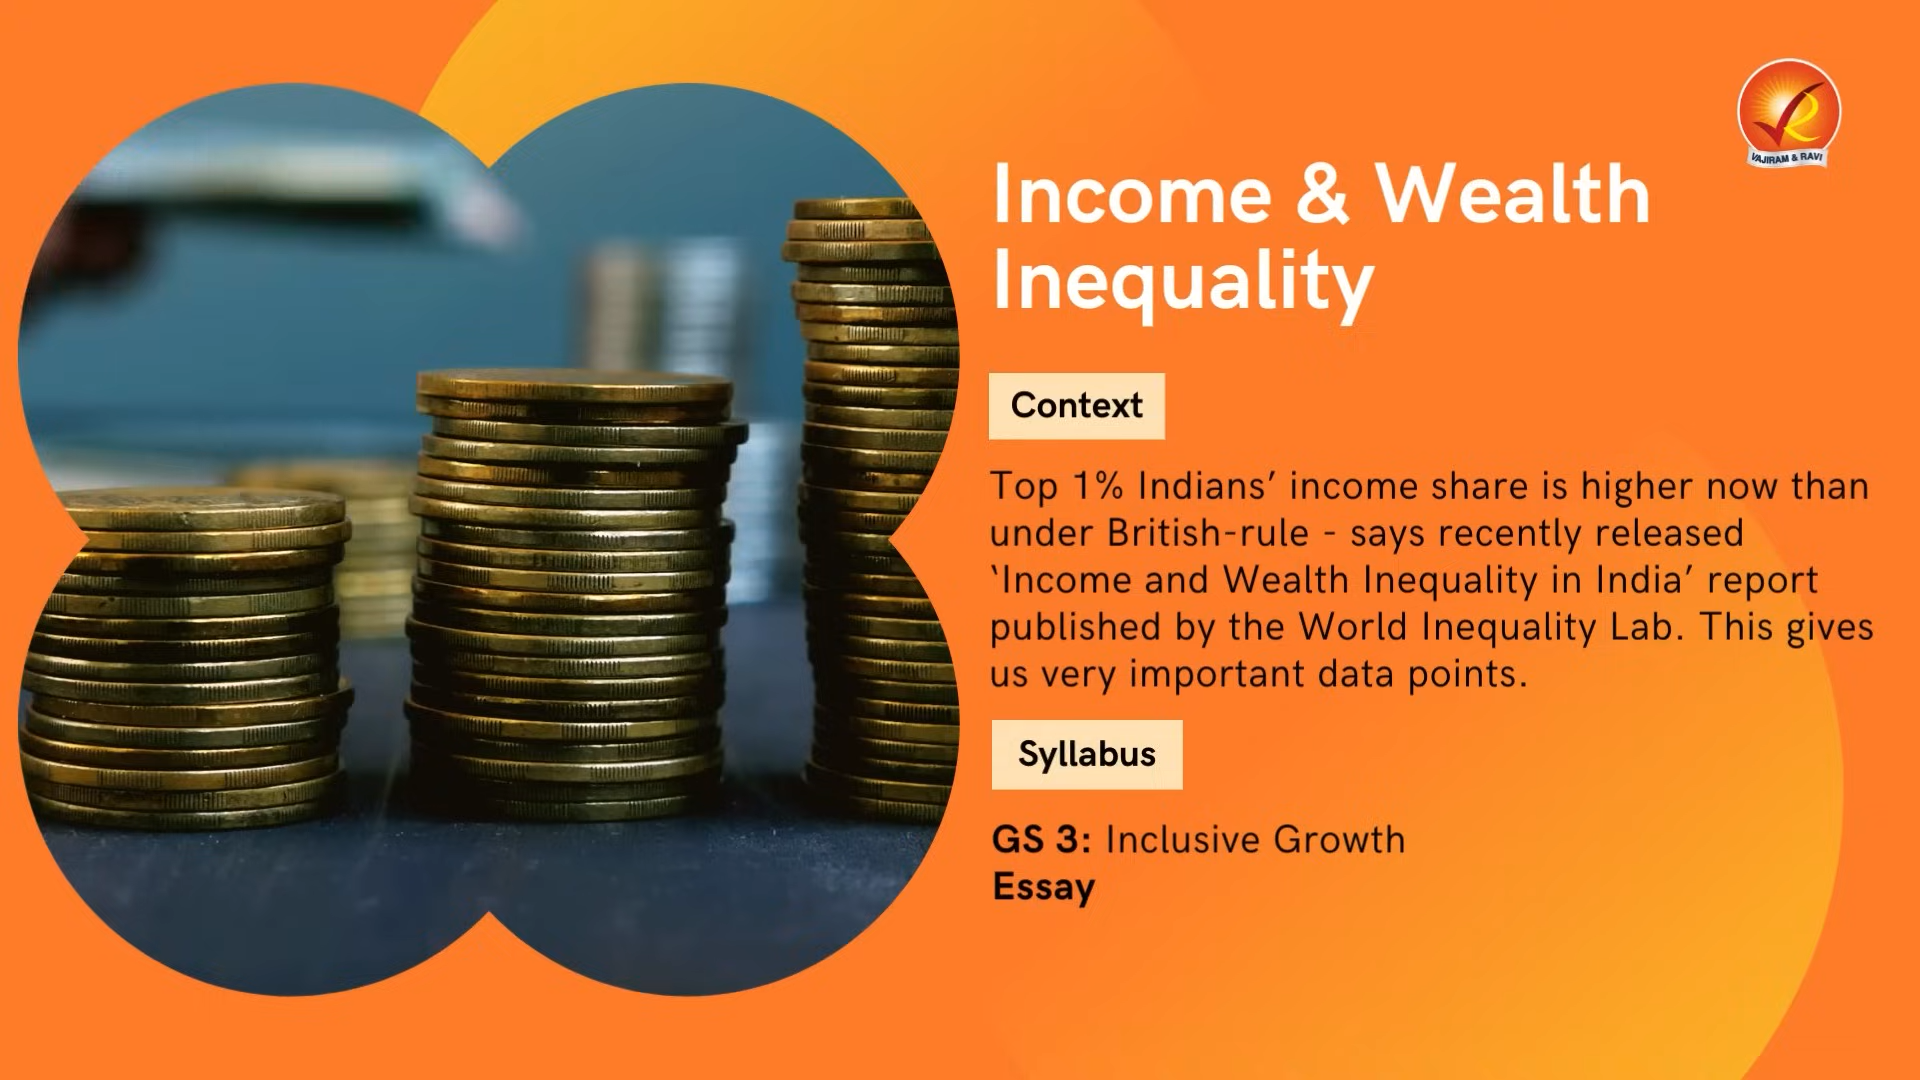 VAJIRAM & RAVI
Income & Wealth
Inequality
Context
Top 1% Indians’ income share is higher now than
under British-rule - says recently released
‘Income and Wealth Inequality in India’ report
published by the World Inequality Lab. This gives
us very important data points.
Syllabus
GS 3: Inclusive Growth
Essay